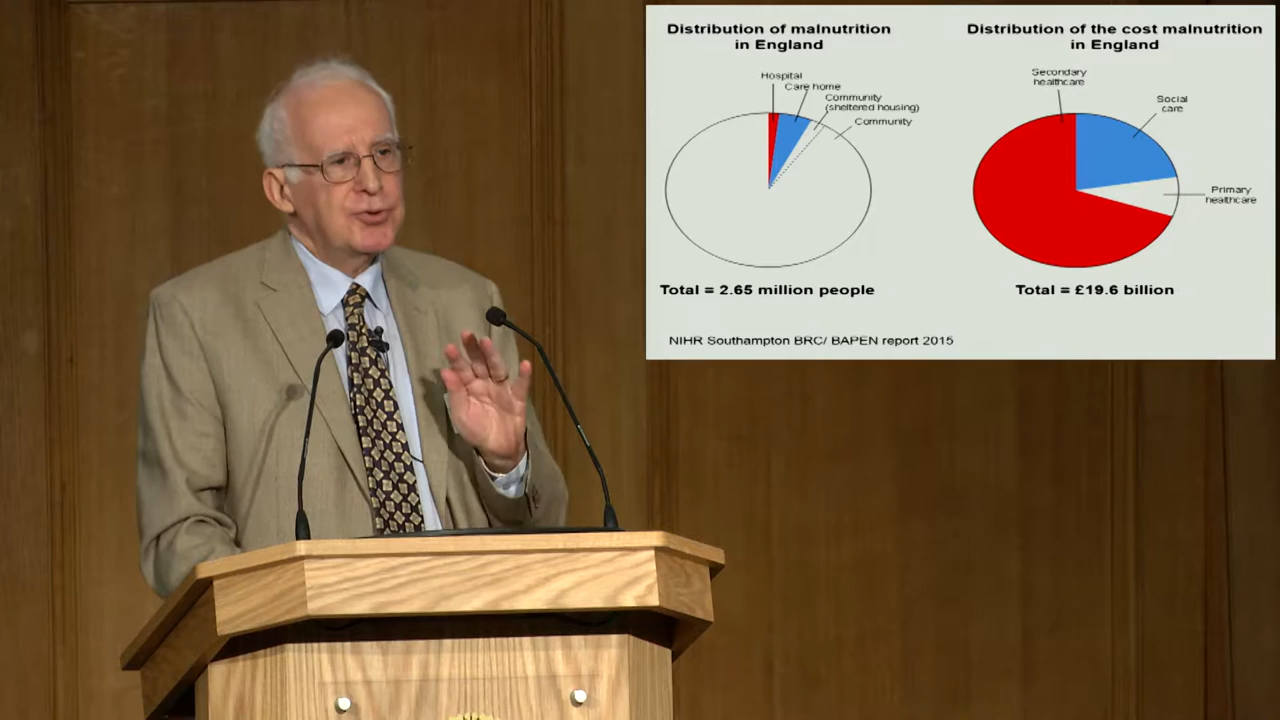 Distribution of malnutrition
in England
Hospital
Care home
Community
(sheltered housing)
Community
Total = 2.65 million people
Distribution of the cost malnutrition
in England
Secondary
healthcare
Social
care
Primary
healthcare
Total = £19.6 billion
NIHR Southampton BRC/ BAPEN report 2015